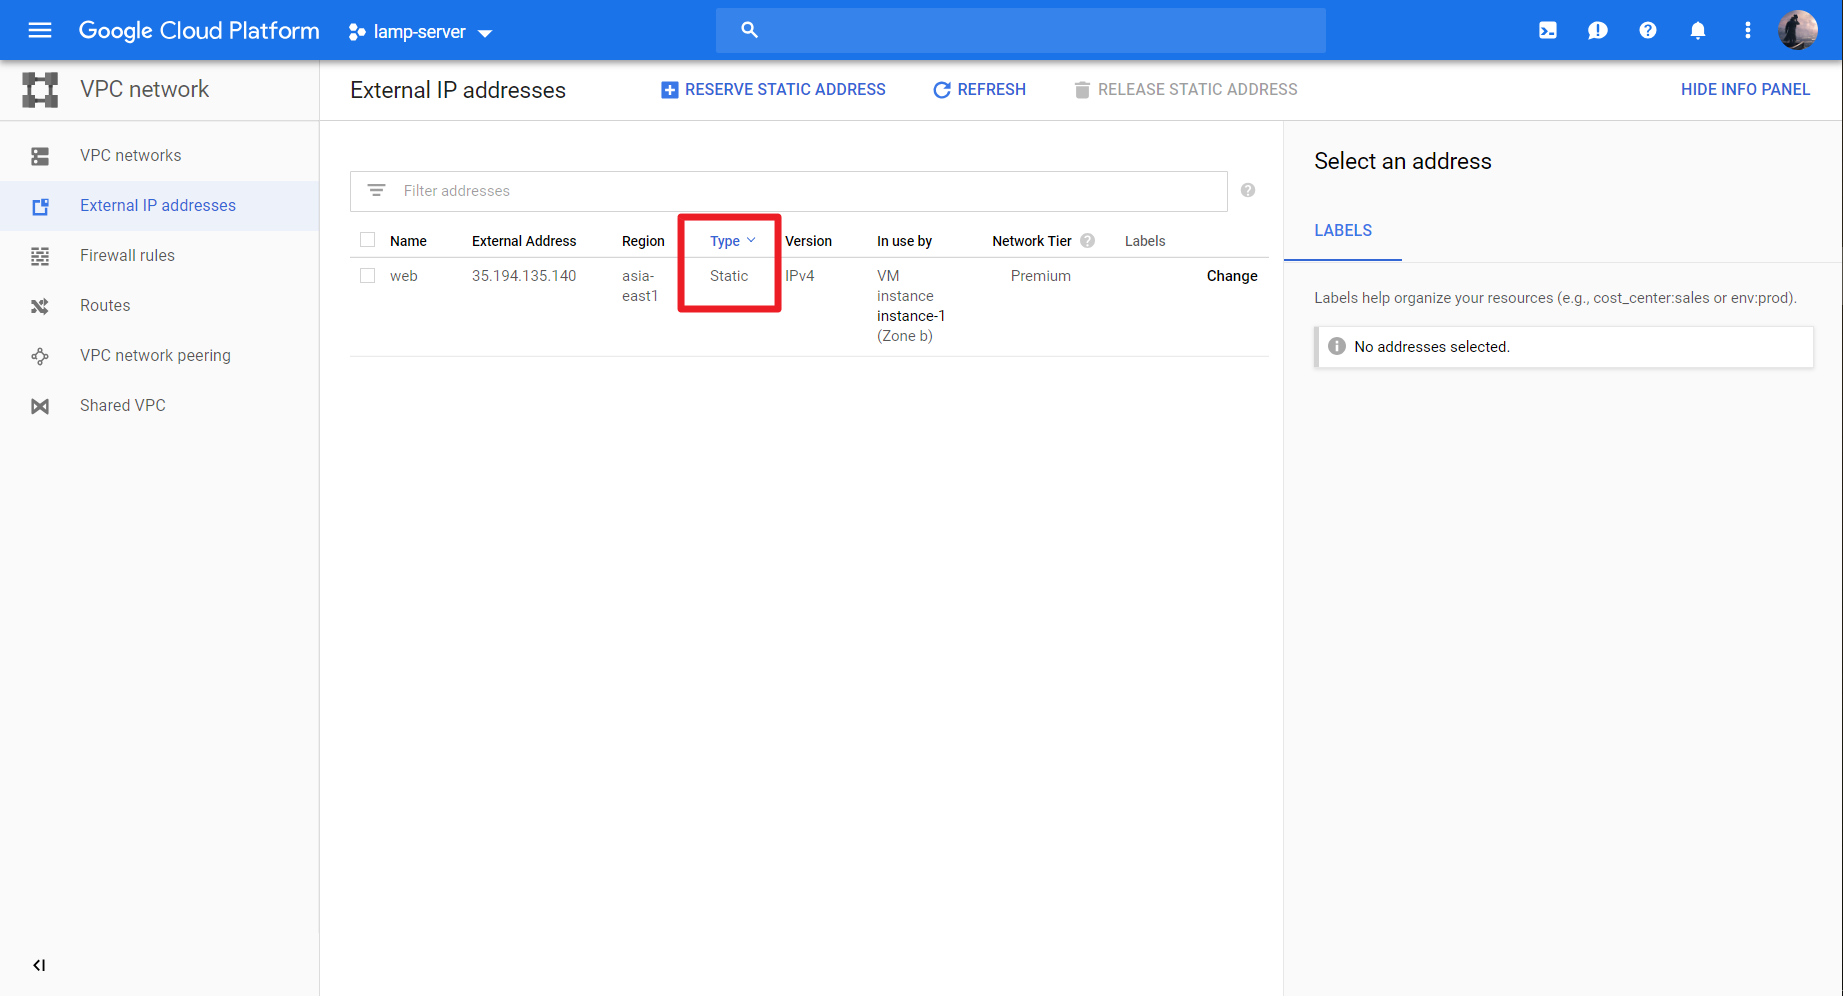 Google Cloud Platform
lamp-server
VPC network
External IP addresses
RESERVE STATIC ADDRESS
REFRESH
RELEASE STATIC ADDRESS
HIDE INFO PANEL
VPC networks
External IP addresses
Firewall rules
Routes
VPC network peering
Shared VPC
Filter addresses
Name External Address Region Type Version In use by Network Tier Labels
web 35.194.135.140 asia-east1 Static IPv4 VM instance instance-1 (Zone b) Premium Change
Select an address
LABELS
Labels help organize your resources (e.g., cost_center:sales or env:prod).
No addresses selected.